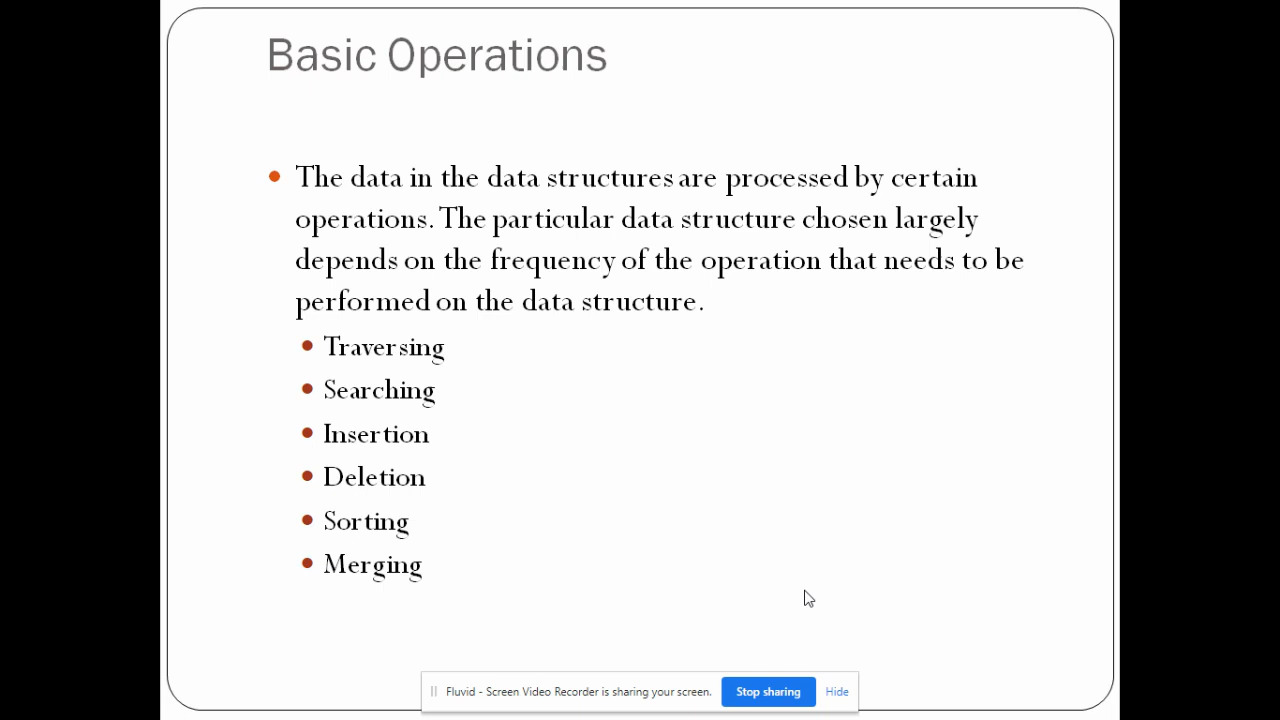 Basic Operations
The data in the data structures are processed by certain
operations. The particular data structure chosen largely
depends on the frequency of the operation that needs to be
performed on the data structure.
Traversing
Searching
Insertion
Deletion
Sorting
Merging
Fluvid - Screen Video Recorder is sharing your screen. Stop sharing Hide